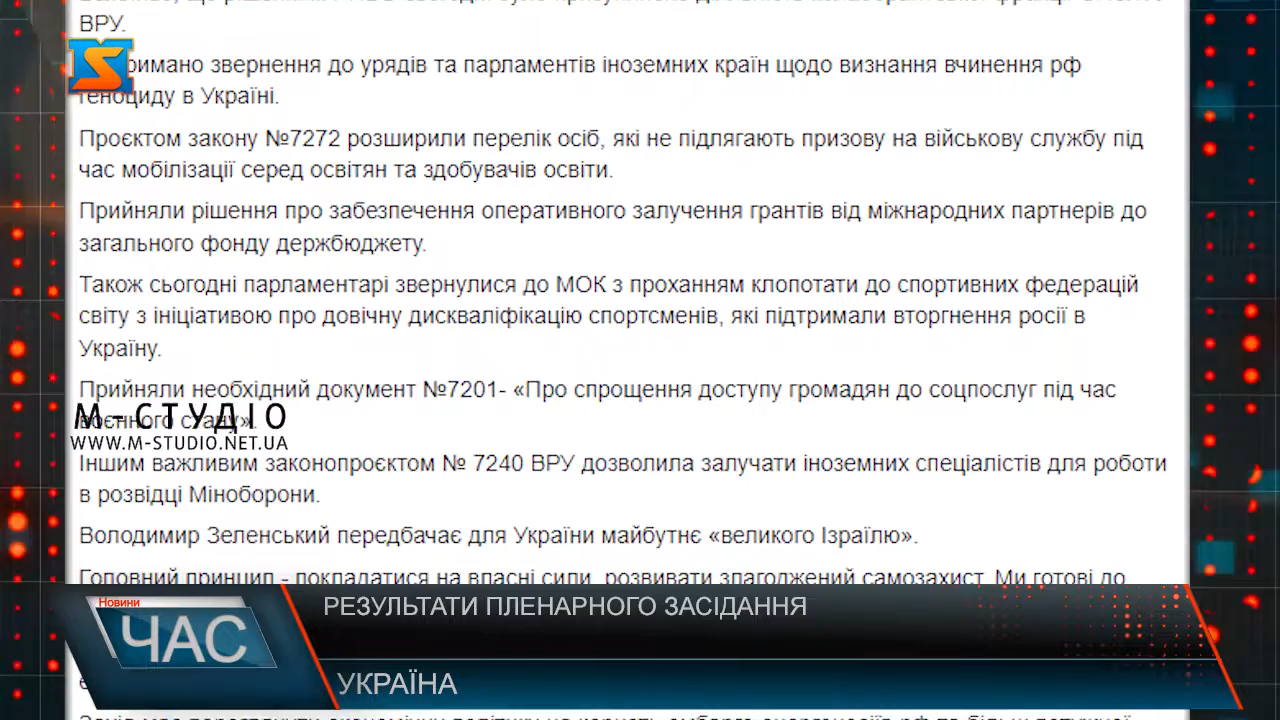 ВРУ.
звернення до урядів та парламентів іноземних країн щодо визнання вчинення рф
геноциду в Україні.
Проєктом закону №7272 розширили перелік осіб, які не підлягають призову на військову службу під
час мобілізації серед освітян та здобувачів освіти.
Прийняли рішення про забезпечення оперативного залучення грантів від міжнародних партнерів до
загального фонду держбюджету.
Також сьогодні парламентарі звернулися до МОК з проханням клопотати до спортивних федерацій
світу з ініціативою про довічну дискваліфікацію спортсменів, які підтримали вторгнення росії в
Україну.
Прийняли необхідний документ №7201- «Про спрощення доступу громадян до соцпослуг під час
воєнного стану».
М-СТУДІО
WWW.M-STUDIO.NET.UA
Іншим важливим законопроєктом № 7240 ВРУ дозволила залучати іноземних спеціалістів для роботи
в розвідці Міноборони.
Володимир Зеленський передбачає для України майбутнє «великого Ізраїлю».
Головний принцип - покладатися на власні сили, розвивати злагоджений самозахист. Ми готові до
Новини
ЧАС
РЕЗУЛЬТАТИ ПЛЕНАРНОГО ЗАСІДАННЯ
УКРАЇНА